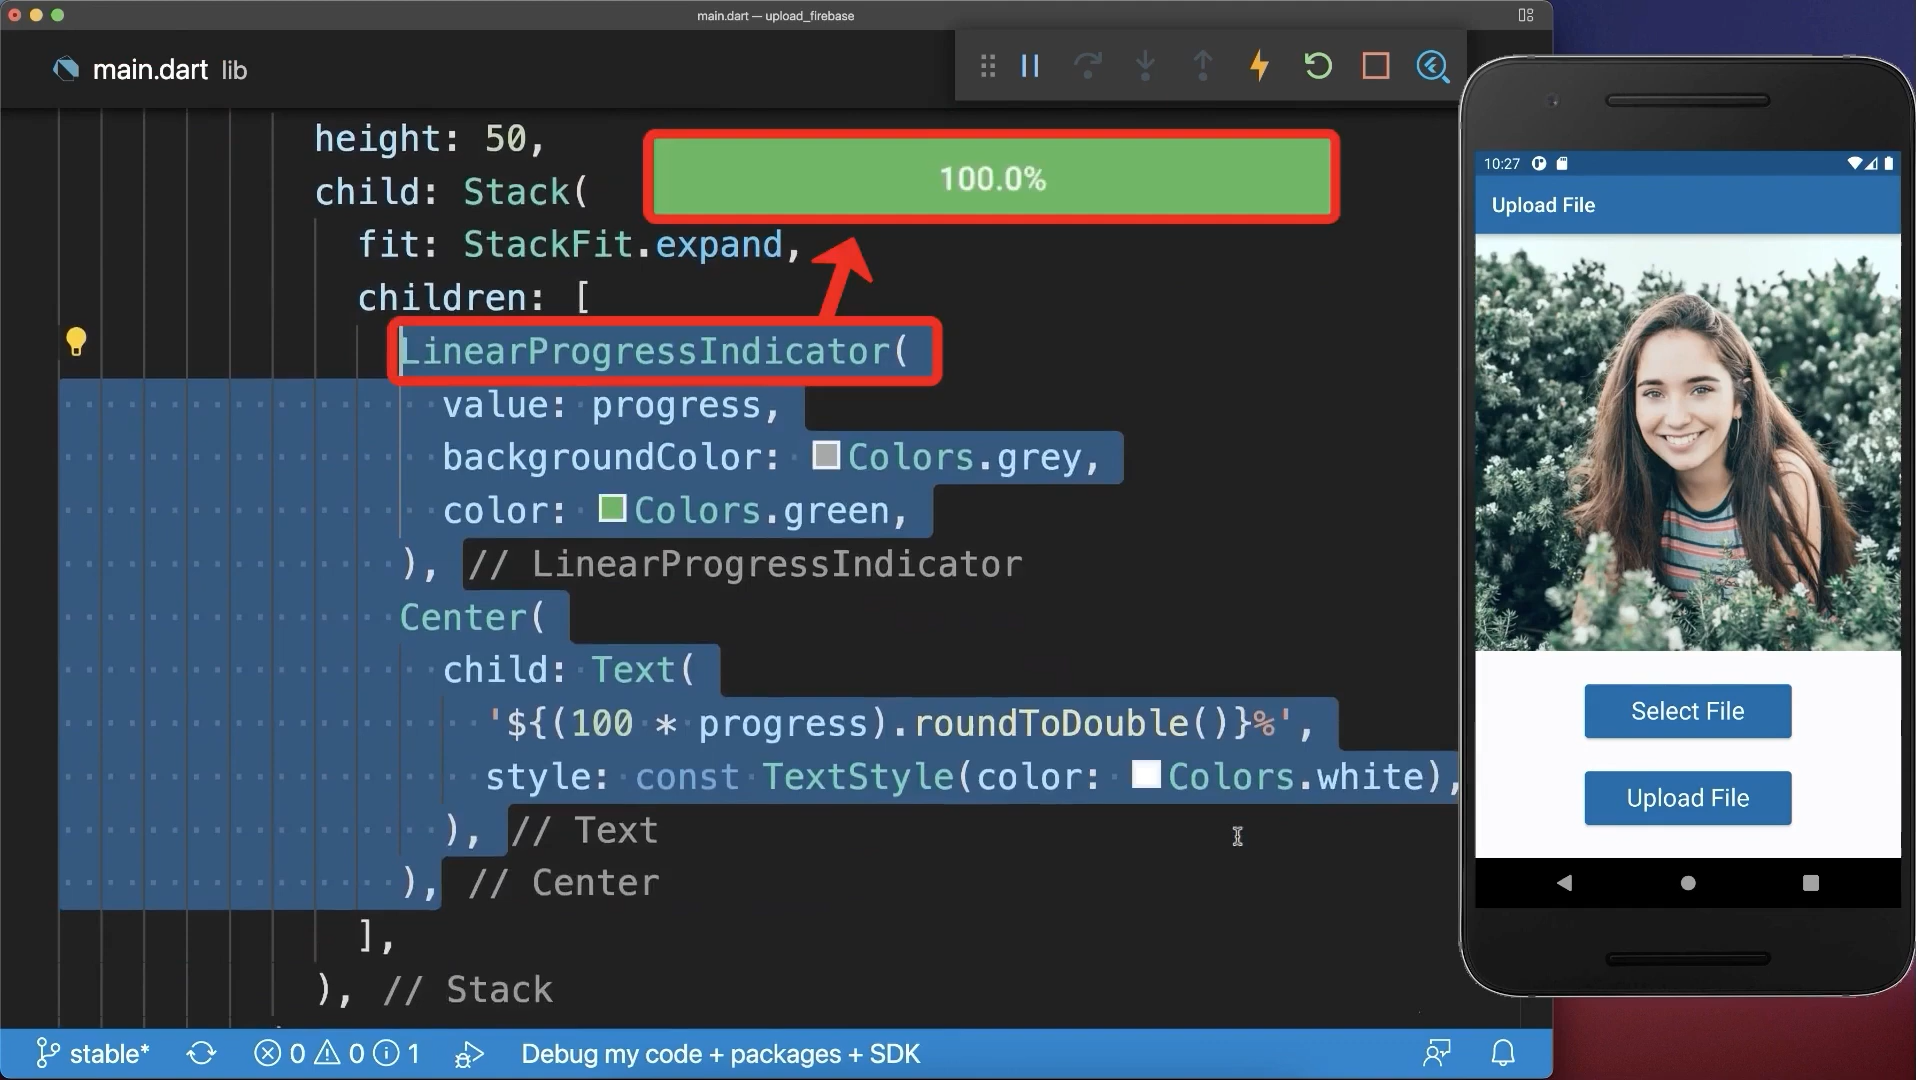 main.dart — upload_firebase
main.dart lib
height: 50,
child: Stack(
100.0%
fit: StackFit.expand,
children: [
LinearProgressIndicator(
value: progress,
backgroundColor: Colors.grey,
color: Colors.green,
), // LinearProgressIndicator
Center(
child: Text(
'${(100 * progress).roundToDouble()}%',
style: const TextStyle(color: Colors.white),
), // Text
), // Center
],
), // Stack
stable* 0 0 1 Debug my code + packages + SDK
10:27
Upload File
Select File
Upload File